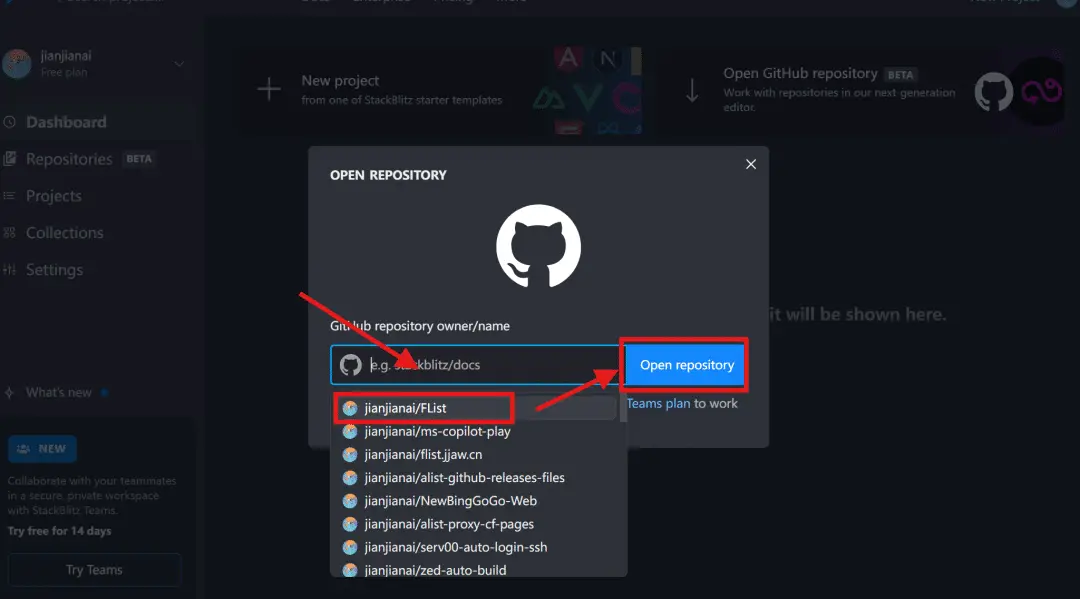 jianjianai
Free plan
Dashboard
Repositories BETA
Projects
Collections
Settings
What's new
NEW
Collaborate with your teammates
in a secure, private workspace
with StackBlitz Teams.
Try free for 14 days
Try Teams
New project
from one of StackBlitz starter templates
Open GitHub repository BETA
Work with repositories in our next generation
editor.
it will be shown here.
OPEN REPOSITORY
GitHub repository owner/name
e.g. stackblitz/docs
Open repository
Teams plan to work
jianjianai/FList
jianjianai/ms-copilot-play
jianjianai/flist.jjaw.cn
jianjianai/alist-github-releases-files
jianjianai/NewBingGoGo-Web
jianjianai/alist-proxy-cf-pages
jianjianai/serv00-auto-login-ssh
jianjianai/zed-auto-build